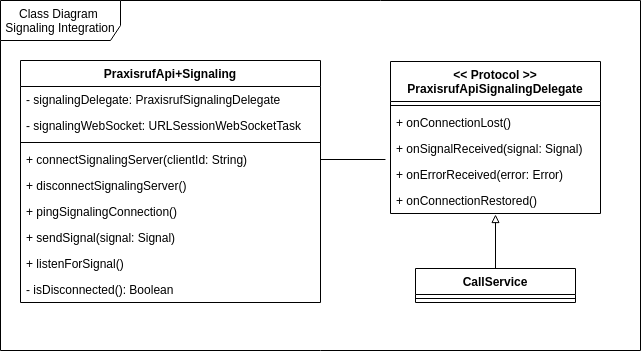 Class Diagram
Signaling Integration
PraxisrufApi+Signaling
- signalingDelegate: PraxisrufSignalingDelegate
- signalingWebSocket: URLSessionWebSocketTask
+ connectSignalingServer(clientId: String)
+ disconnectSignalingServer()
+ pingSignalingConnection()
+ sendSignal(signal: Signal)
+ listenForSignal()
- isDisconnected(): Boolean
<< Protocol >>
PraxisrufApiSignalingDelegate
+ onConnectionLost()
+ onSignalReceived(signal: Signal)
+ onErrorReceived(error: Error)
+ onConnectionRestored()
CallService